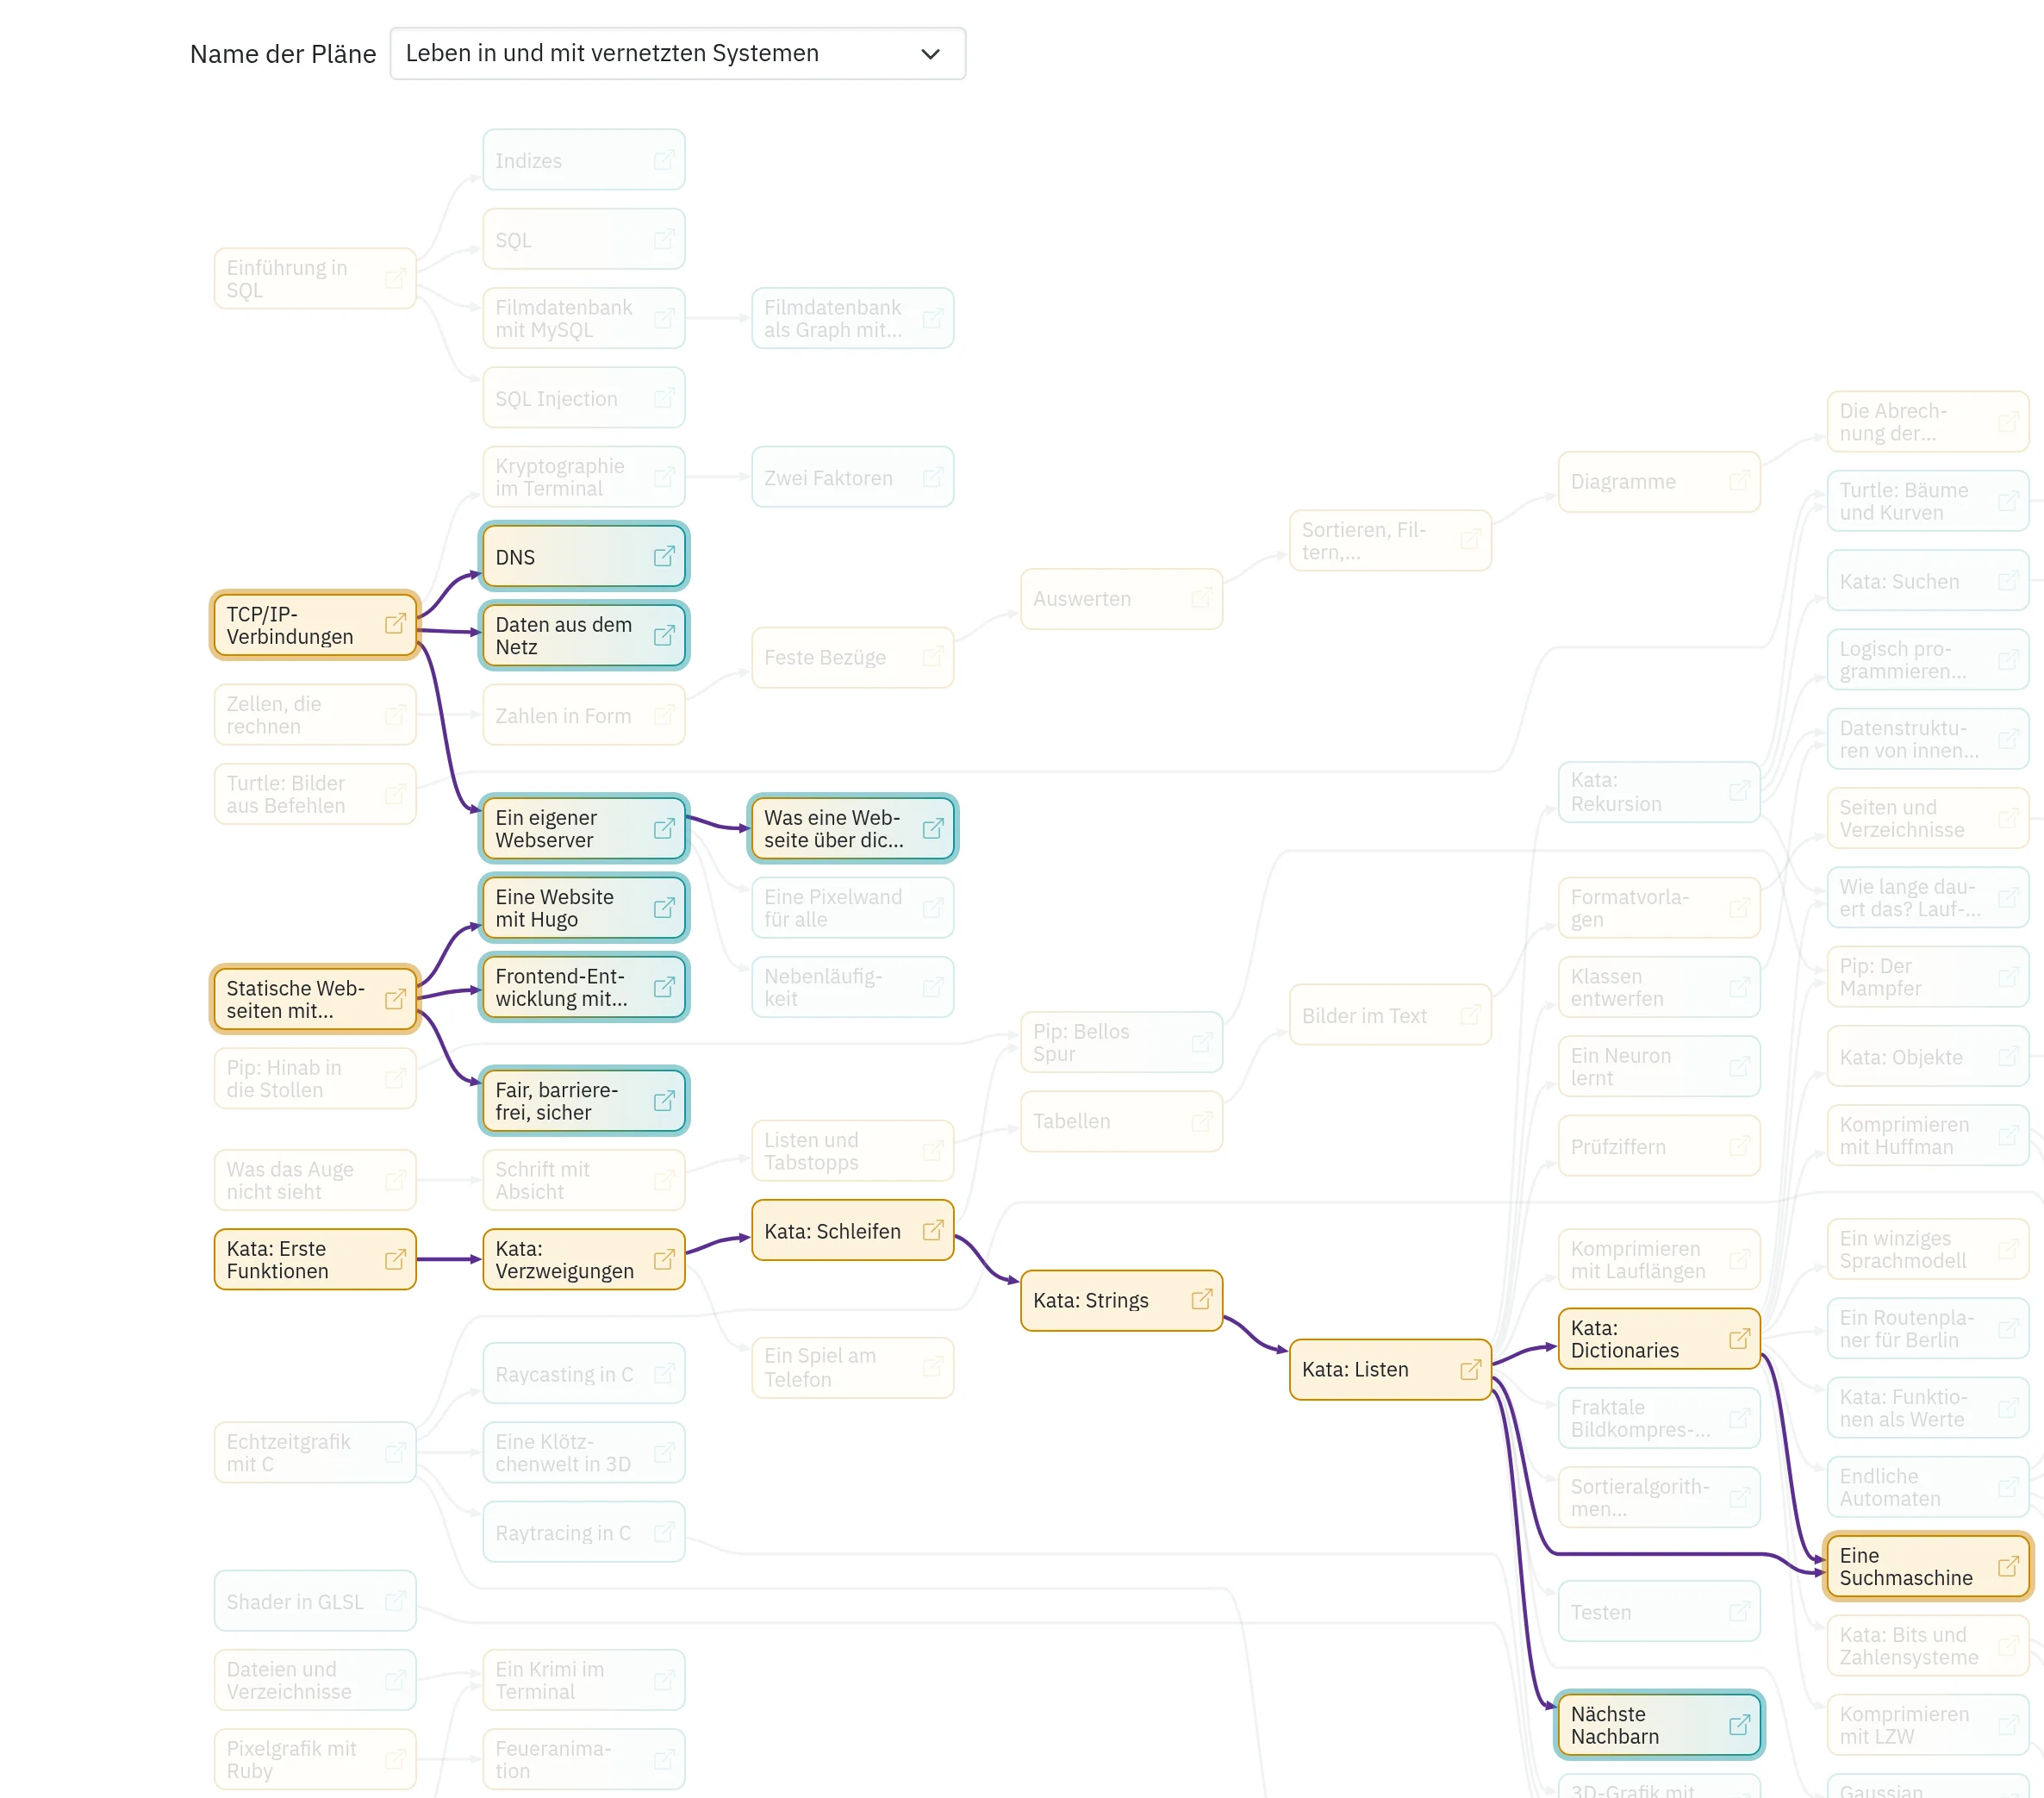 Name der Pläne
Leben in und mit vernetzten Systemen
Indizes
SQL
Einführung in
SQL
Filmdatenbank
mit MySQL
Filmdatenbank
als Graph mit...
SQL Injection
Kryptographie
im Terminal
Zwei Faktoren
DNS
TCP/IP-
Verbindungen
Daten aus dem
Netz
Zellen, die
rechnen
Zahlen in Form
Feste Bezüge
Auswerten
Sortieren, Fil-
tern,...
Diagramme
Die Abrech-
nung der...
Turtle: Bäume
und Kurven
Kata: Suchen
Logisch pro-
grammieren...
Datenstruktu-
ren von innen...
Turtle: Bilder
aus Befehlen
Kata:
Rekursion
Seiten und
Verzeichnisse
Ein eigener
Webserver
Was eine Web-
seite über dic...
Eine Website
mit Hugo
Eine Pixelwand
für alle
Formatvorla-
gen
Wie lange dau-
ert das? Lauf-...
Statische Web-
seiten mit...
Frontend-Ent-
wicklung mit...
Nebenläufig-
keit
Klassen
entwerfen
Pip: Der
Mampfer
Bilder im Text
Pip: Bellos
Spur
Pip: Hinab in
die Stollen
Fair, barriere-
frei, sicher
Ein Neuron
lernt
Kata: Objekte
Tabellen
Listen und
Tabstopps
Prüfziffern
Komprimieren
mit Huffman
Was das Auge
nicht sieht
Schrift mit
Absicht
Kata: Erste
Funktionen
Kata:
Verzweigungen
Kata: Schleifen
Kata: Strings
Komprimieren
mit Lauflängen
Ein winziges
Sprachmodell
Ein Spiel am
Telefon
Kata: Listen
Kata:
Dictionaries
Ein Routenpla-
ner für Berlin
Raycasting in C
Fraktale
Bildkompres-...
Kata: Funktio-
nen als Werte
Echtzeitgrafik
mit C
Eine Klötz-
chenwelt in 3D
Sortieralgorith-
men...
Endliche
Automaten
Raytracing in C
Eine
Suchmaschine
Shader in GLSL
Testen
Kata: Bits und
Zahlensysteme
Dateien und
Verzeichnisse
Ein Krimi im
Terminal
Nächste
Nachbarn
Komprimieren
mit LZW
Pixelgrafik mit
Ruby
Feueranima-
tion
3D-Grafik mit
Gaussian